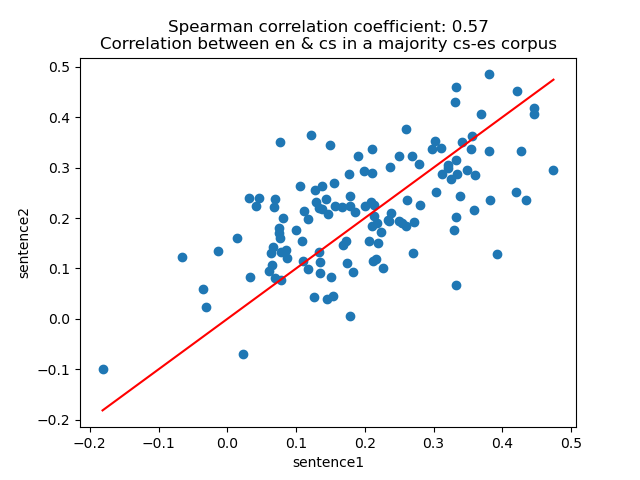 Spearman correlation coefficient: 0.57
Correlation between en & cs in a majority cs-es corpus
0.5
0.4
0.3
0.2
0.1
0.0
−0.1
−0.2
sentence2
−0.2 −0.1 0.0 0.1 0.2 0.3 0.4 0.5
sentence1